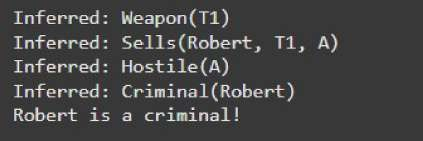 Inferred: Weapon(T1)
Inferred: Sells(Robert, T1, A)
Inferred: Hostile(A)
Inferred: Criminal(Robert)
Robert is a criminal!